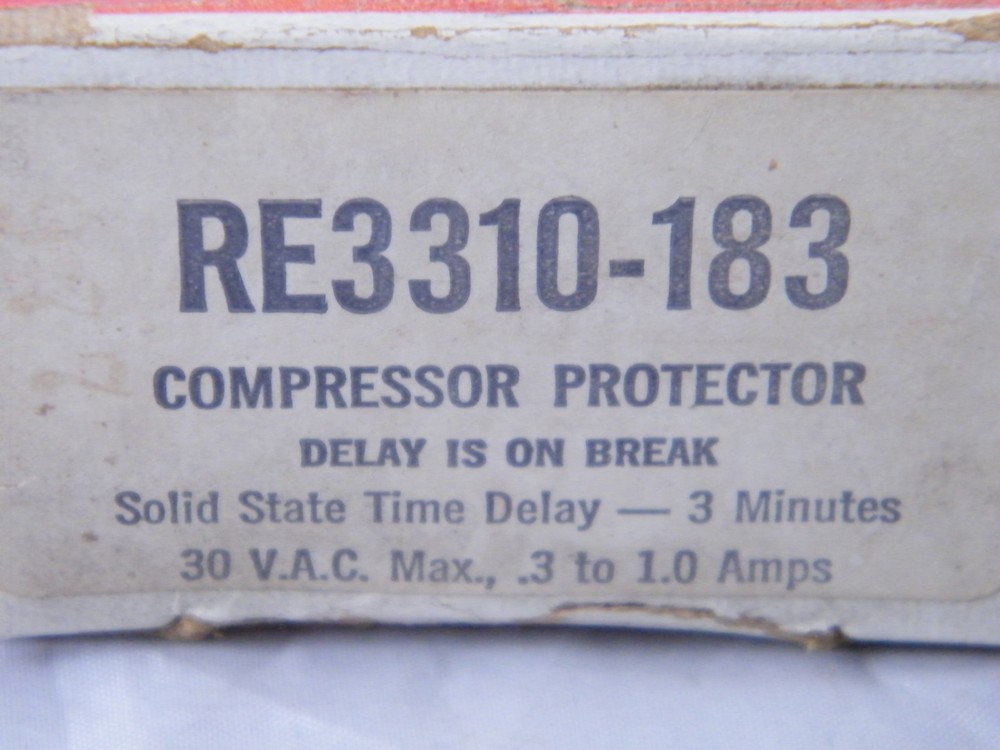 RE3310-183
COMPRESSOR PROTECTOR
DELAY IS ON BREAK
Solid State Time Delay — 3 Minutes
30 V.A.C. Max., .3 to 1.0 Amps